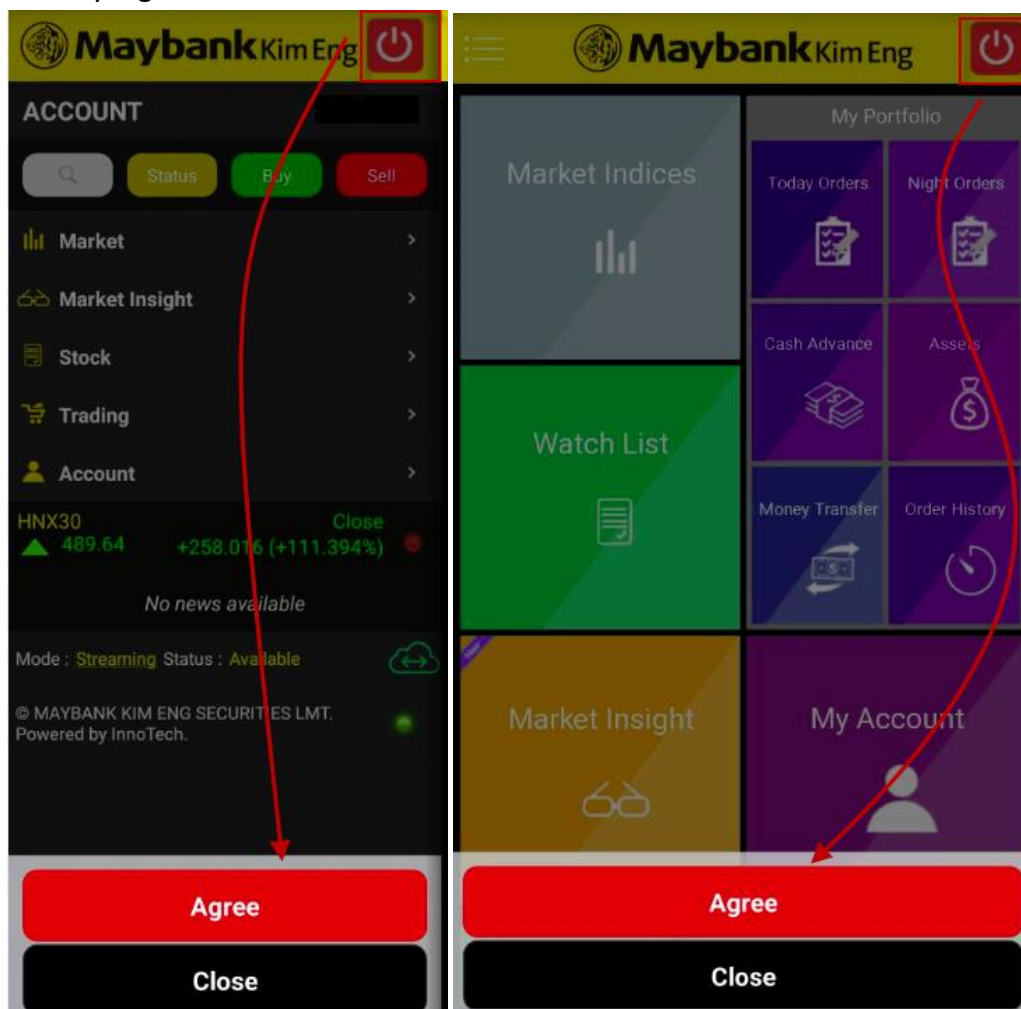 Maybank Kim Eng
ACCOUNT
Status Buy Sell
Market
Market Insight
Stock
Trading
Account
HNX30 Close
489.64 +258.016 (+111.394%)
No news available
Mode : Streaming Status : Available
© MAYBANK KIM ENG SECURITIES LMT.
Powered by InnoTech.
Agree
Close
Maybank Kim Eng
Market Indices
My Portfolio
Today Orders Night Orders
Cash Advance Assets
Watch List
Money Transfer Order History
Market Insight
My Account
Agree
Close